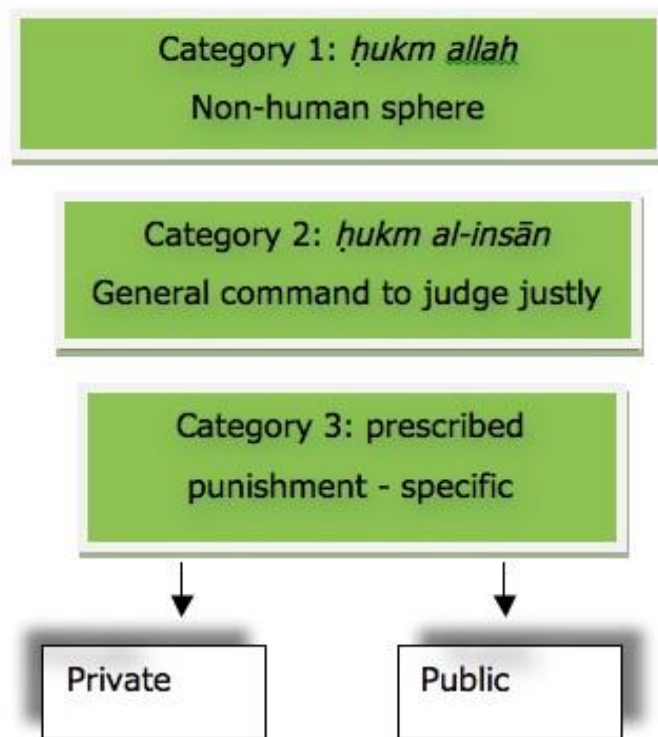 Category 1: ḥukm allah
Non-human sphere
Category 2: ḥukm al-insān
General command to judge justly
Category 3: prescribed
punishment - specific
Private
Public